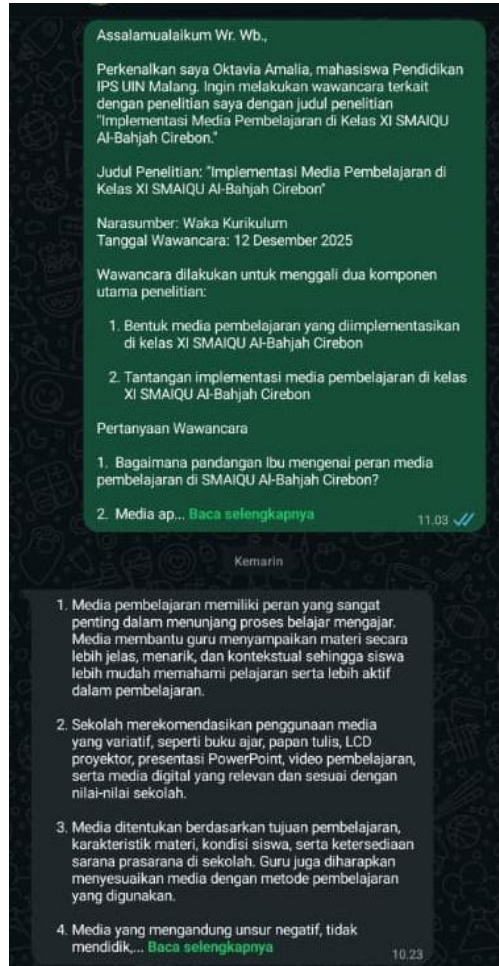 Assalamualaikum Wr. Wb.,
Perkenalkan saya Oktavia Amalia, mahasiswa Pendidikan
IPS UIN Malang. Ingin melakukan wawancara terkait
dengan penelitian saya dengan judul penelitian
"Implementasi Media Pembelajaran di Kelas XI SMAIQU
Al-Bahjah Cirebon."
Judul Penelitian: "Implementasi Media Pembelajaran di
Kelas XI SMAIQU Al-Bahjah Cirebon"
Narasumber: Waka Kurikulum
Tanggal Wawancara: 12 Desember 2025
Wawancara dilakukan untuk menggali dua komponen
utama penelitian:
1. Bentuk media pembelajaran yang diimplementasikan
di kelas XI SMAIQU Al-Bahjah Cirebon
2. Tantangan implementasi media pembelajaran di kelas
XI SMAIQU Al-Bahjah Cirebon
Pertanyaan Wawancara
1. Bagaimana pandangan Ibu mengenai peran media
pembelajaran di SMAIQU Al-Bahjah Cirebon?
2. Media ap... Baca selengkapnya
11.03
Kemarin
1. Media pembelajaran memiliki peran yang sangat
penting dalam menunjang proses belajar mengajar.
Media membantu guru menyampaikan materi secara
lebih jelas, menarik, dan kontekstual sehingga siswa
lebih mudah memahami pelajaran serta lebih aktif
dalam pembelajaran.
2. Sekolah merekomendasikan penggunaan media
yang variatif, seperti buku ajar, papan tulis, LCD
proyektor, presentasi PowerPoint, video pembelajaran,
serta media digital yang relevan dan sesuai dengan
nilai-nilai sekolah.
3. Media ditentukan berdasarkan tujuan pembelajaran,
karakteristik materi, kondisi siswa, serta ketersediaan
sarana prasarana di sekolah. Guru juga diharapkan
menyesuaikan media dengan metode pembelajaran
yang digunakan.
4. Media yang mengandung unsur negatif, tidak
mendidik,... Baca selengkapnya
10.23